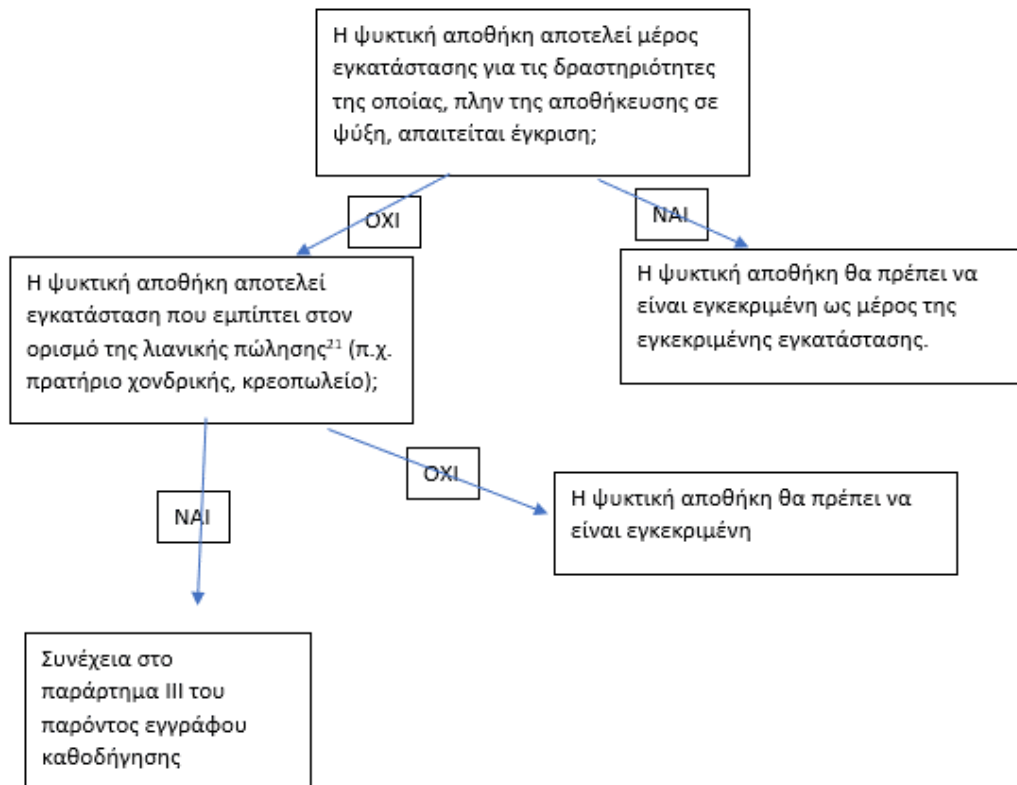 Η ψυκτική αποθήκη αποτελεί μέρος
εγκατάστασης για τις δραστηριότητες
της οποίας, πλην της αποθήκευσης σε
ψύξη, απαιτείται έγκριση;
ΟΧΙ
ΝΑΙ
Η ψυκτική αποθήκη αποτελεί
εγκατάσταση που εμπίπτει στον
ορισμό της λιανικής πώλησης²¹ (π.χ.
πρατήριο χονδρικής, κρεοπωλείο);
Η ψυκτική αποθήκη θα πρέπει να
είναι εγκεκριμένη ως μέρος της
εγκεκριμένης εγκατάστασης.
ΝΑΙ
ΟΧΙ
Η ψυκτική αποθήκη θα πρέπει να
είναι εγκεκριμένη
Συνέχεια στο
παράρτημα III του
παρόντος εγγράφου
καθοδήγησης